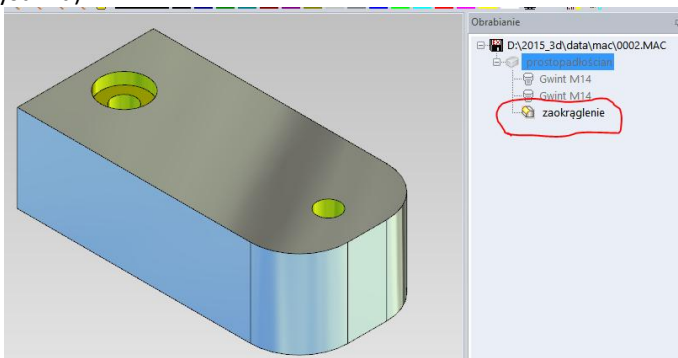 Obrabianie
D:\2015_3d\data\mac\0002.MAC
prostopadłościan
Gwint M14
Gwint M14
zaokrąglenie